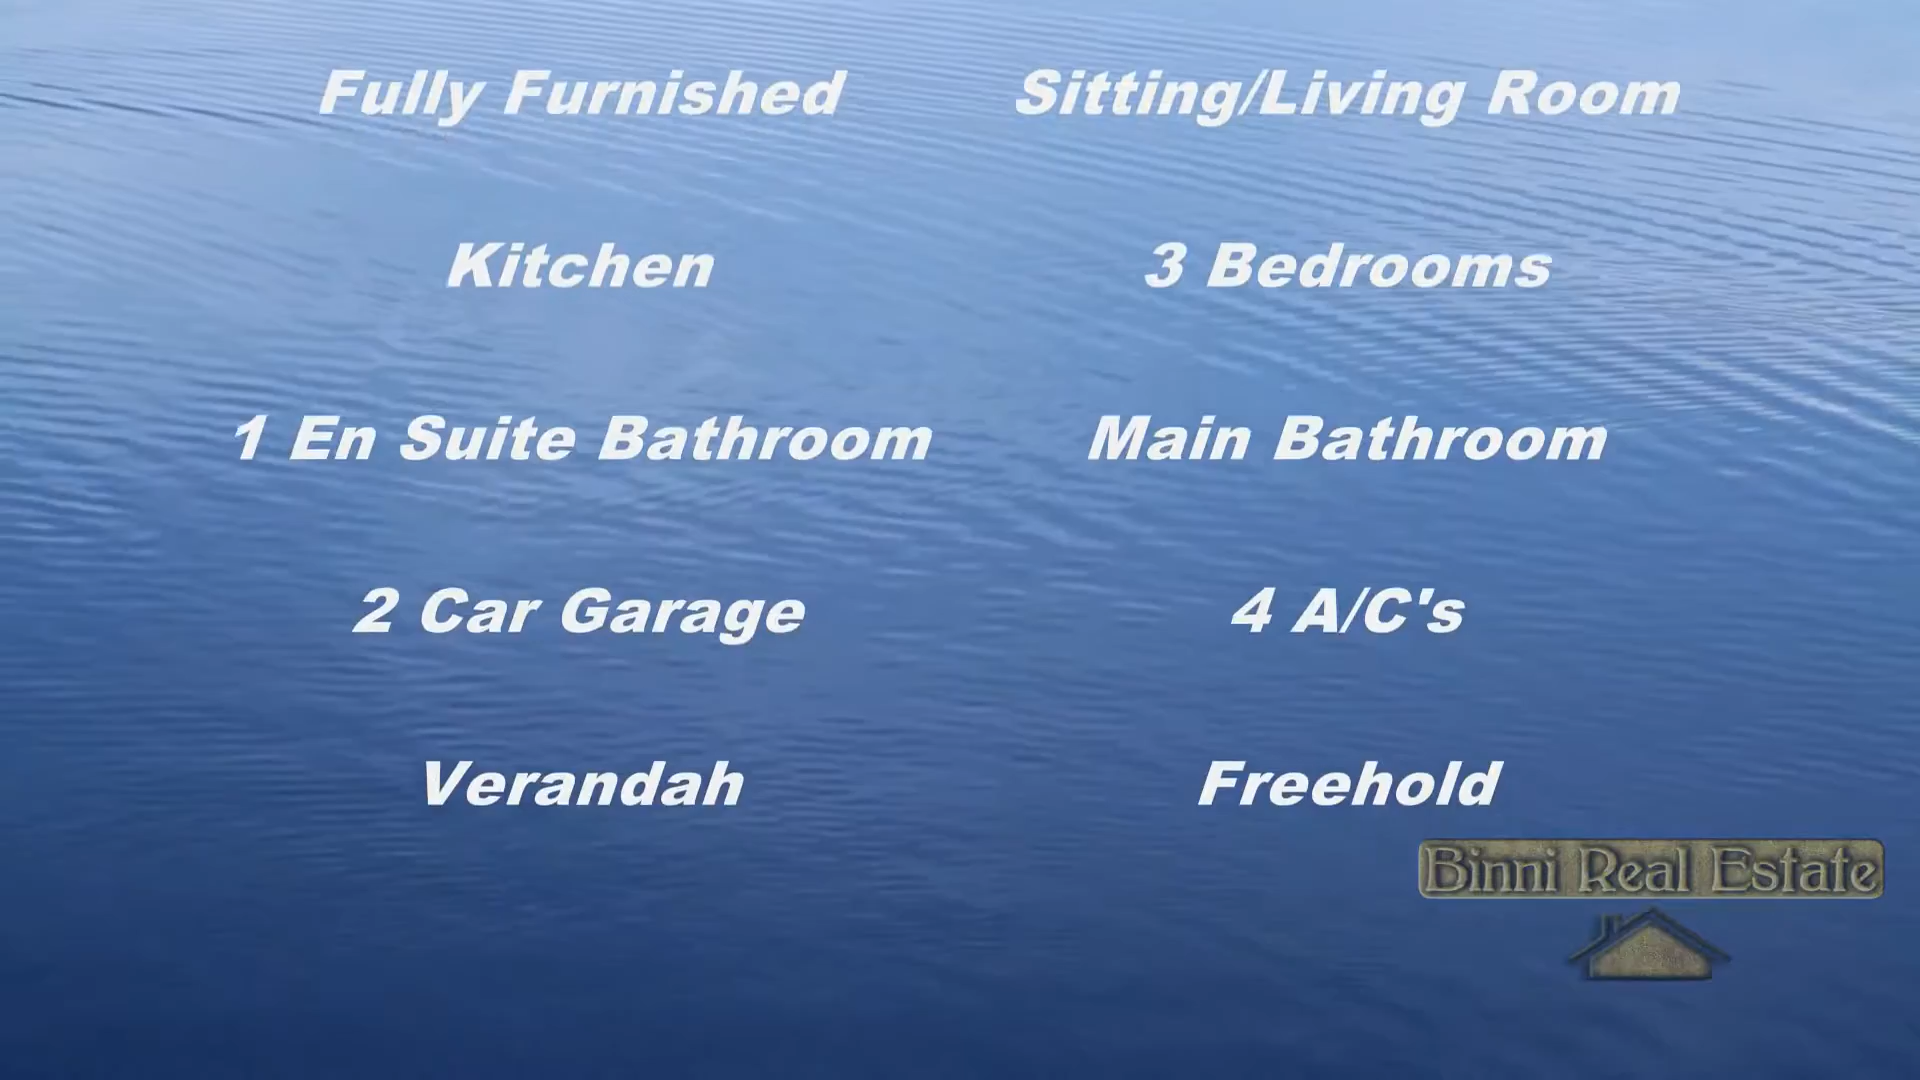 Fully Furnished
Sitting/Living Room
Kitchen
3 Bedrooms
1 En Suite Bathroom
Main Bathroom
2 Car Garage
4 A/C's
Verandah
Freehold
Binni Real Estate